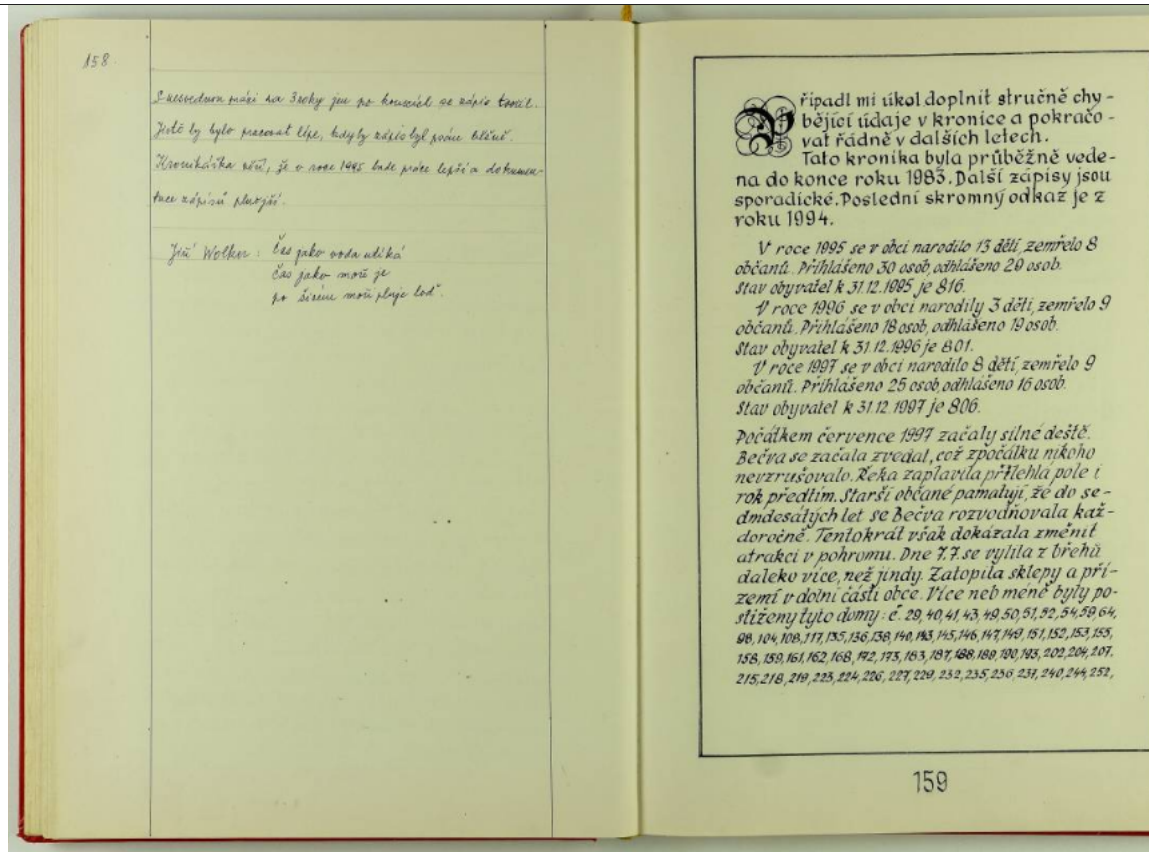 158.
S nesvednou prací na 3 roky jen po kouscích se zápis tvořil.
Jistě by bylo pracovat lépe, kdyby zápis byl psán běžně.
Kronikářka věří, že v roce 1985 bude práce lepší a dokumen-
tace zápisů plnější.
Jiří Wolker: Čas jako voda utíká
čas jako moře je
po širém moři pluje loď.
Připadl mi úkol doplnit stručně chy-
bějící údaje v kronice a pokračo-
vat řádně v dalších letech.
Tato kronika byla průběžně vede-
na do konce roku 1983. Další zápisy jsou
sporadické. Poslední skromný odkaz je z
roku 1994.
V roce 1995 se v obci narodilo 13 dětí, zemřelo 8
občanů. Přihlášeno 30 osob, odhlášeno 20 osob.
Stav obyvatel k 31.12.1995 je 816.
V roce 1996 se v obci narodily 3 děti, zemřelo 9
občanů. Přihlášeno 18 osob, odhlášeno 19 osob.
Stav obyvatel k 31.12.1996 je 801.
V roce 1997 se v obci narodilo 8 dětí, zemřelo 9
občanů. Přihlášeno 25 osob, odhlášeno 16 osob.
Stav obyvatel k 31.12.1997 je 806.
Počátkem července 1997 začaly silné deště.
Bečva se začala zvedat, což zpočátku nikoho
nevzrušovalo. Řeka zaplavila přilehlá pole i
rok předtím. Starší občané pamatují, že do se-
dmdesátých let se Bečva rozvodňovala kaž-
doročně. Tentokrát však dokázala změnit
atrakci v pohromu. Dne 7.7. se vylila z břehů
daleko více, než jindy. Zatopila sklepy a pří-
zemí v dolní části obce. Více neb méně byly po-
stiženy tyto domy: č. 29, 40, 41, 43, 49, 50, 51, 52, 54, 59, 64,
98, 104, 108, 117, 135, 136, 138, 140, 143, 145, 146, 147, 149, 151, 152, 153, 155,
158, 159, 161, 162, 168, 172, 173, 183, 187, 188, 189, 190, 193, 202, 204, 207,
215, 218, 219, 223, 224, 226, 227, 229, 232, 235, 236, 237, 240, 244, 252,
159